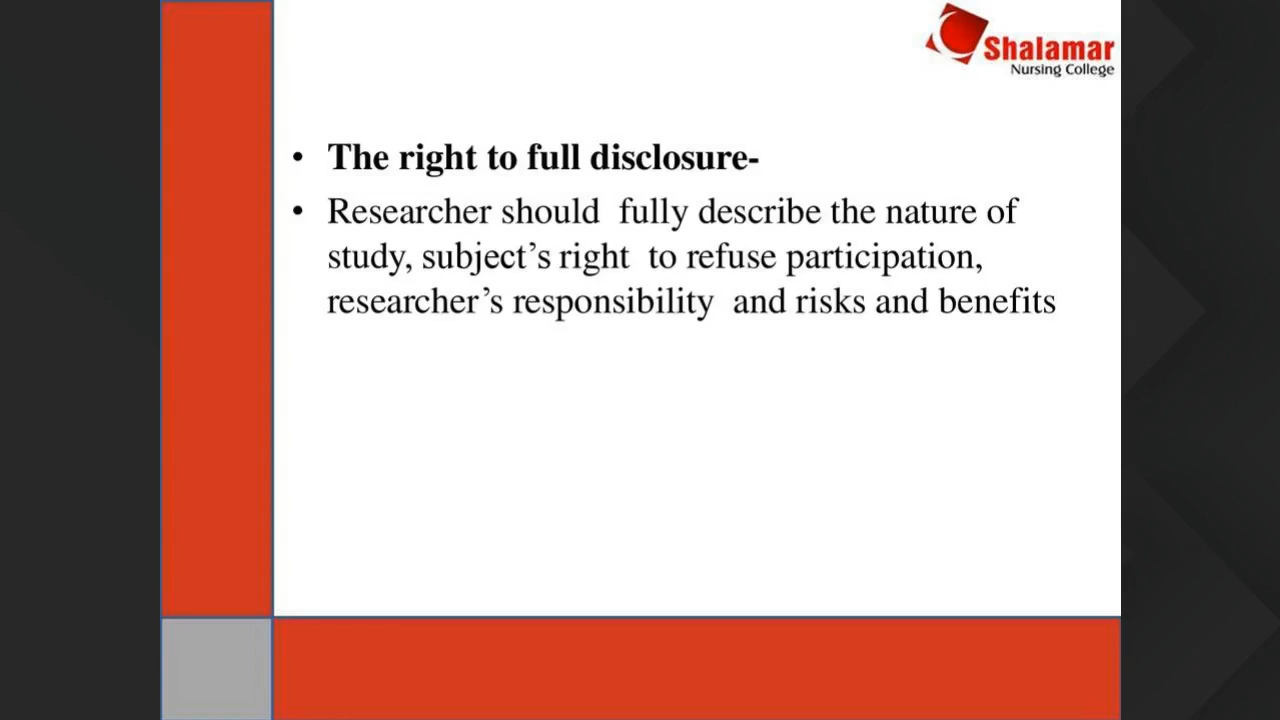 Shalamar
Nursing College
• The right to full disclosure-
• Researcher should fully describe the nature of
study, subject’s right to refuse participation,
researcher’s responsibility and risks and benefits